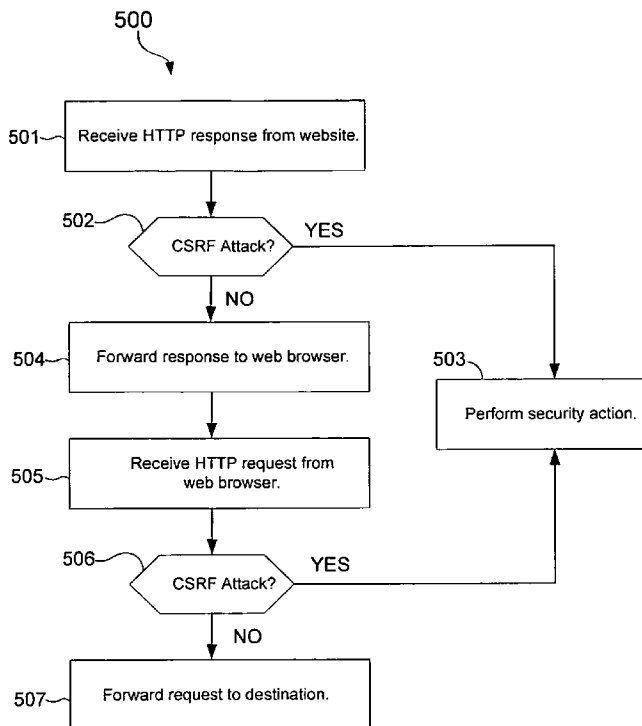 500
501
Receive HTTP response from website.
502
CSRF Attack?
YES
NO
504
Forward response to web browser.
503
Perform security action.
505
Receive HTTP request from
web browser.
506
CSRF Attack?
YES
NO
507
Forward request to destination.